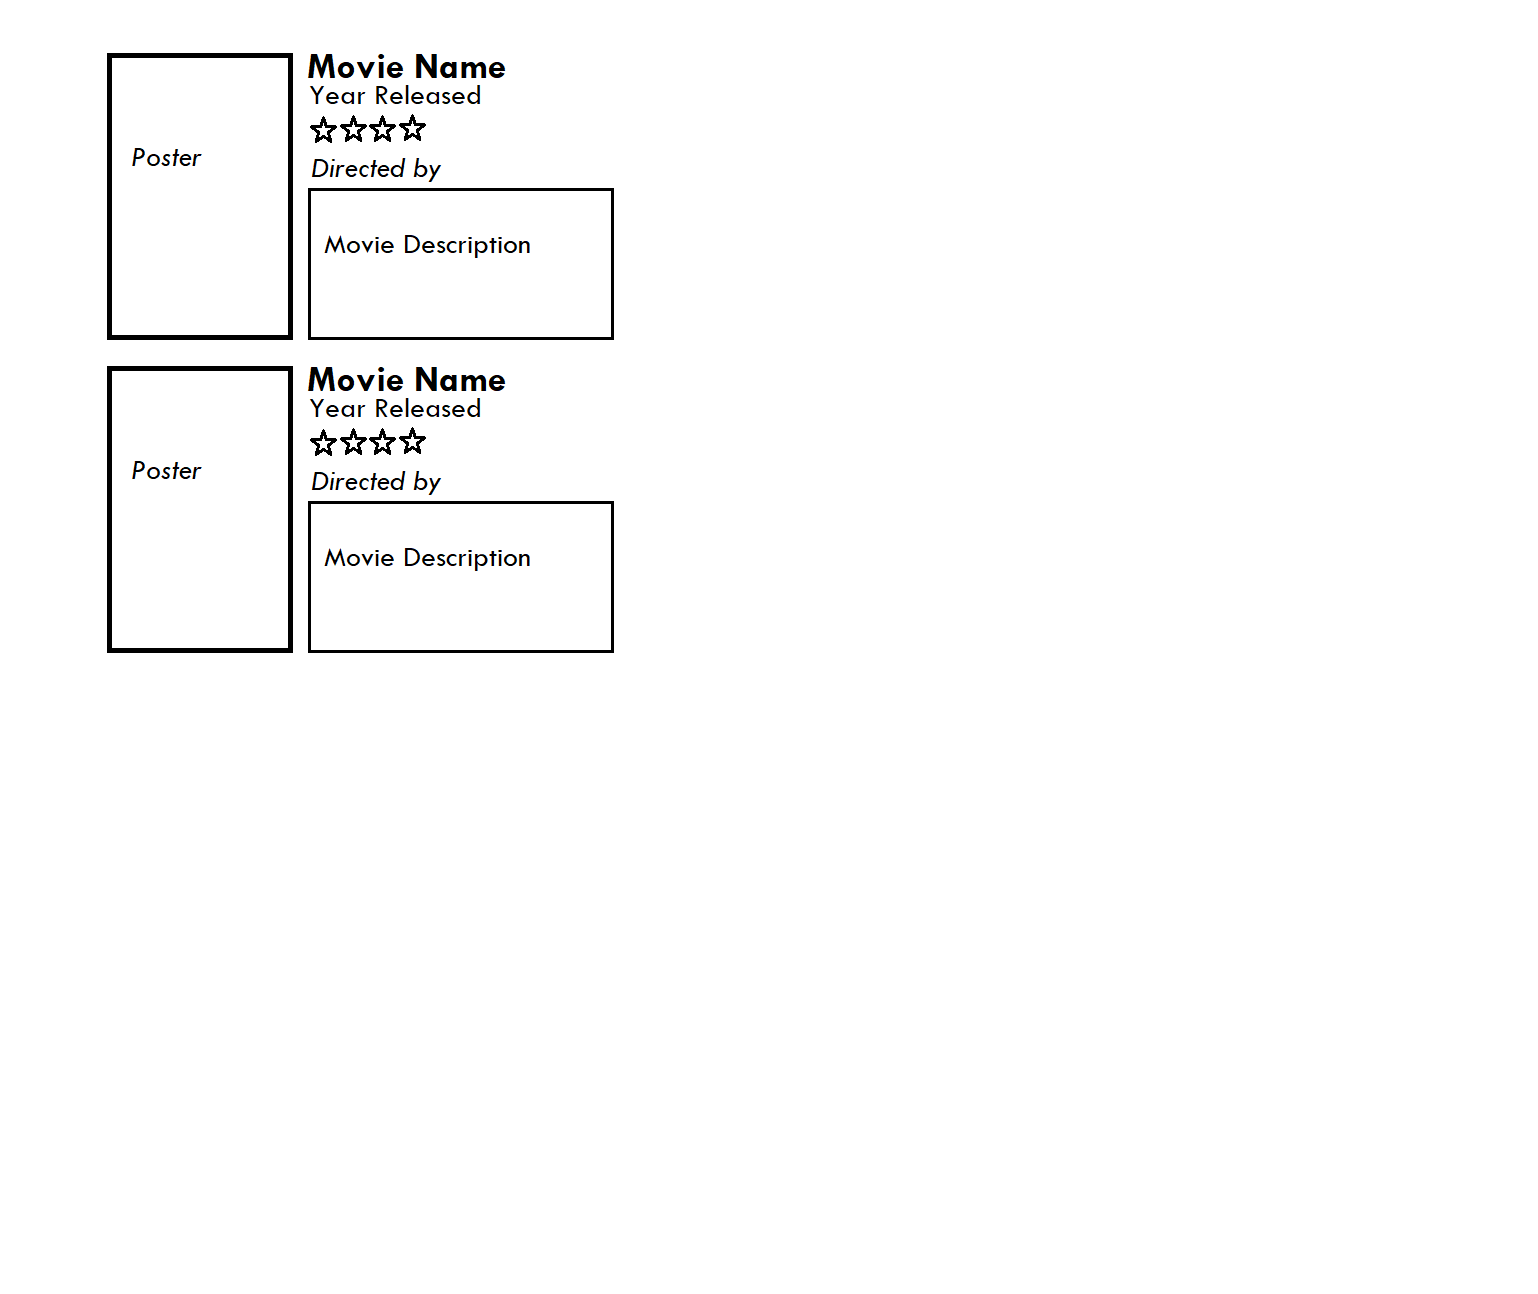 Movie Name
Year Released
Poster
Directed by
Movie Description
Movie Name
Year Released
Poster
Directed by
Movie Description